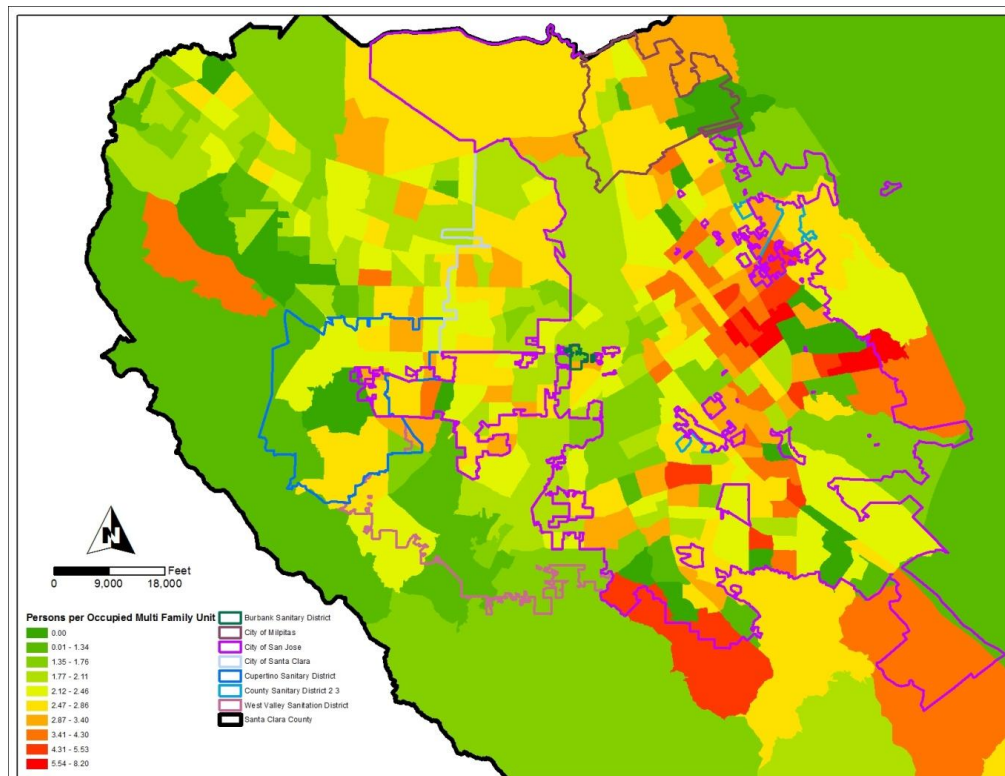 N
Feet
0 9,000 18,000
Persons per Occupied Multi Family Unit
0.00
0.01 - 1.34
1.35 - 1.76
1.77 - 2.11
2.12 - 2.46
2.47 - 2.86
2.87 - 3.40
3.41 - 4.30
4.31 - 5.53
5.54 - 8.20
Burbank Sanitary District
City of Milpitas
City of San Jose
City of Santa Clara
Cupertino Sanitary District
County Sanitary District 2.3
West Valley Sanitation District
Santa Clara County